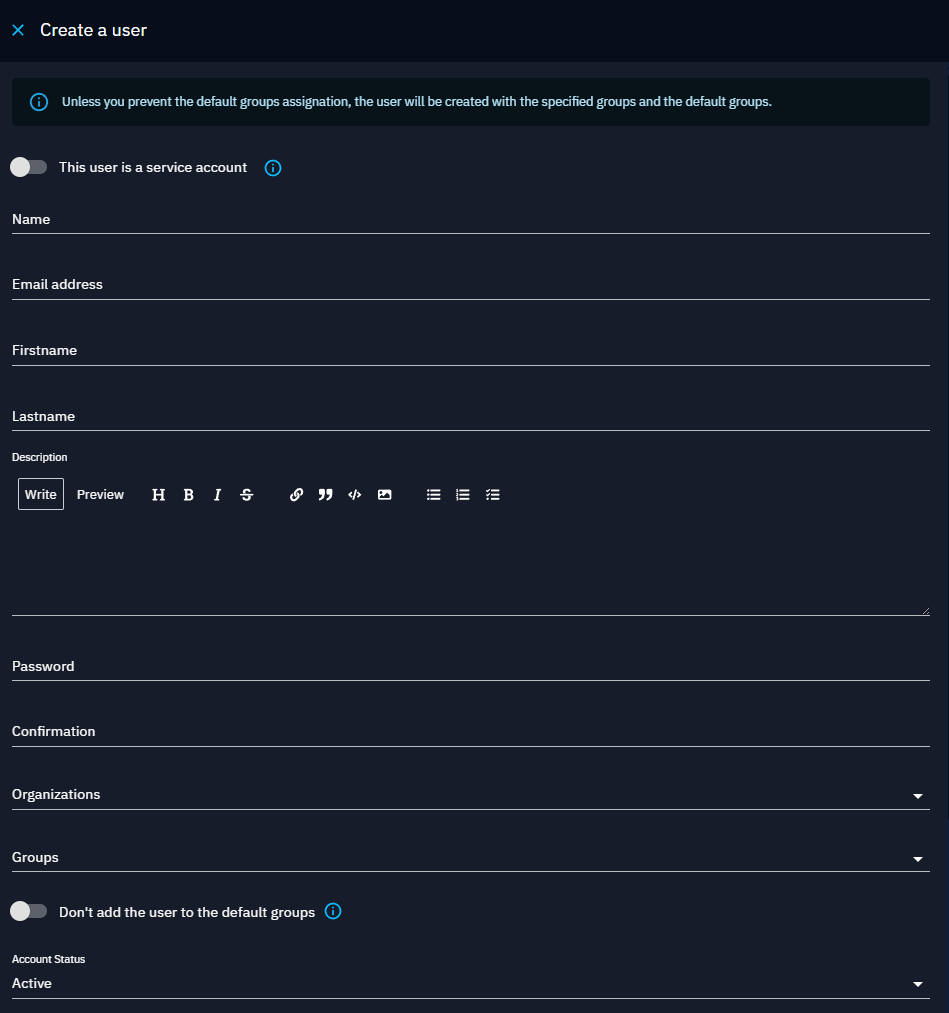 Create a user
Unless you prevent the default groups assignation, the user will be created with the specified groups and the default groups.
This user is a service account
Name
Email address
Firstname
Lastname
Description
Write Preview H B I S
Password
Confirmation
Organizations
Groups
Don't add the user to the default groups
Account Status
Active